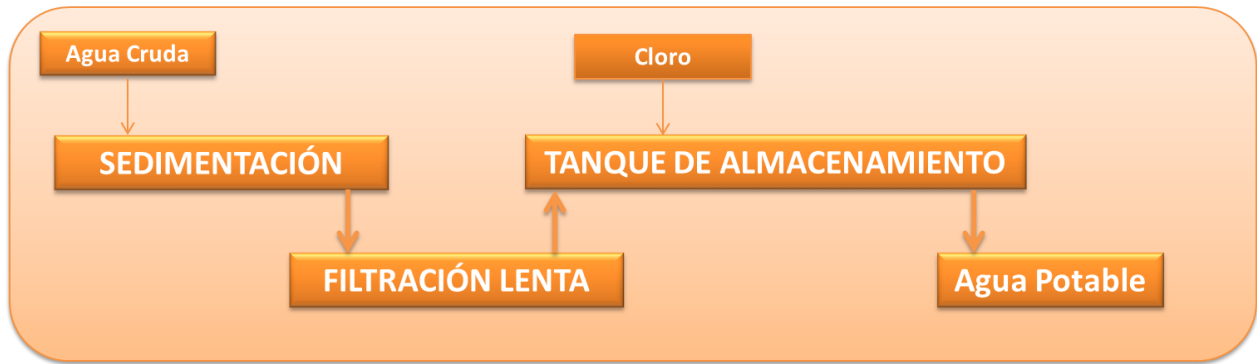 Agua Cruda
Cloro
SEDIMENTACIÓN
TANQUE DE ALMACENAMIENTO
FILTRACIÓN LENTA
Agua Potable